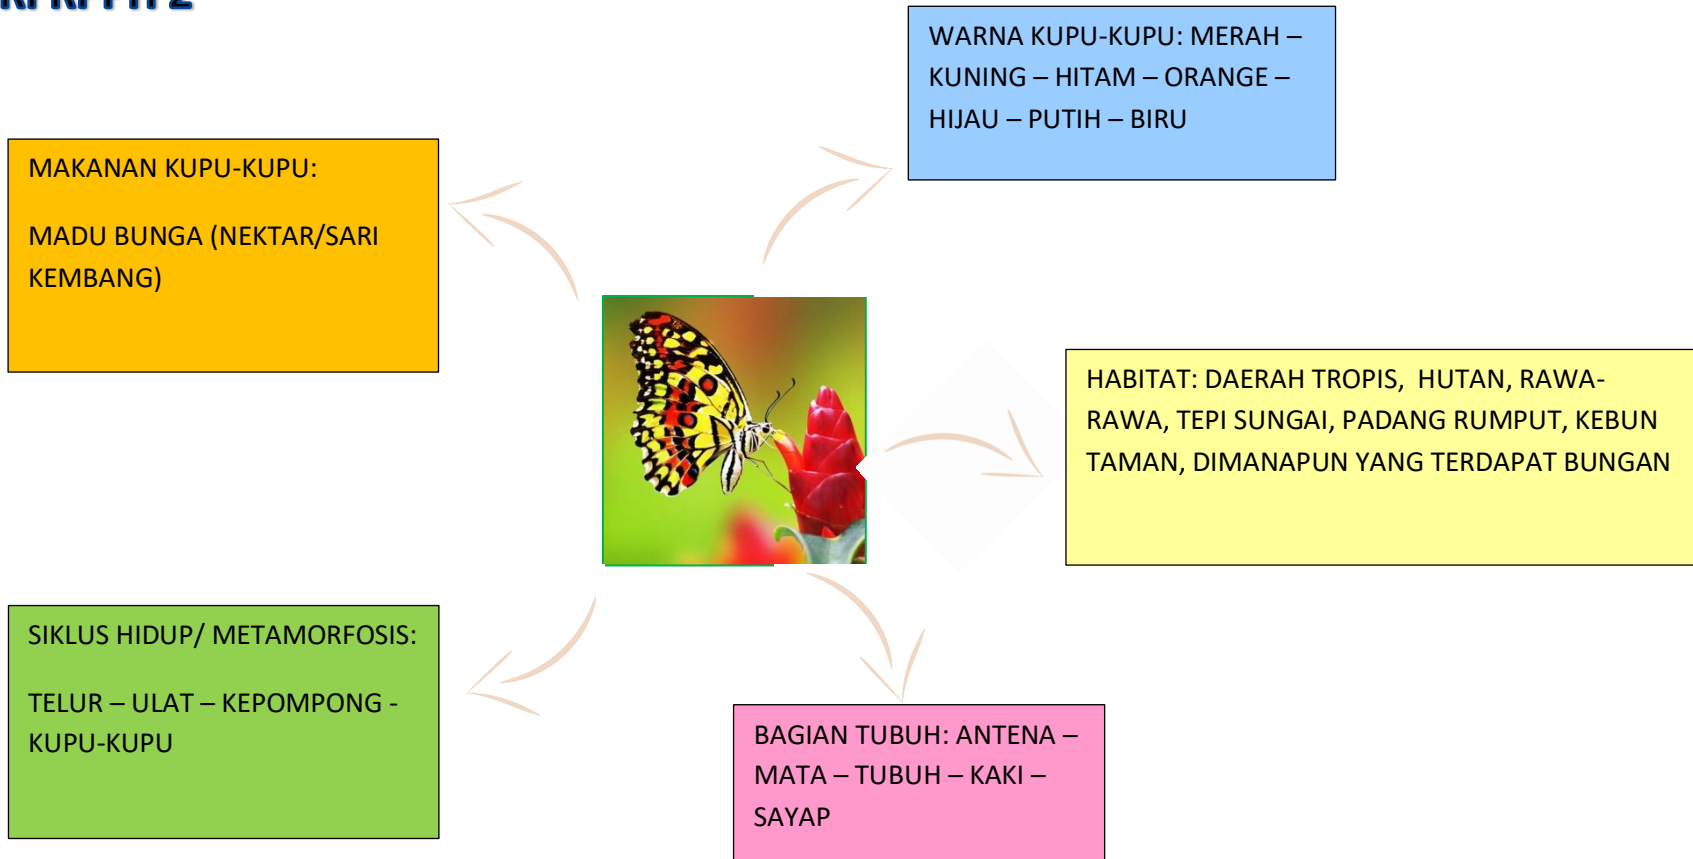 MAKANAN KUPU-KUPU:
MADU BUNGA (NEKTAR/SARI
KEMBANG)
WARNA KUPU-KUPU: MERAH –
KUNING – HITAM – ORANGE –
HIJAU – PUTIH – BIRU
HABITAT: DAERAH TROPIS, HUTAN, RAWA-
RAWA, TEPI SUNGAI, PADANG RUMPUT, KEBUN
TAMAN, DIMANAPUN YANG TERDAPAT BUNGAN
SIKLUS HIDUP/ METAMORFOSIS:
TELUR – ULAT – KEPOMPONG -
KUPU-KUPU
BAGIAN TUBUH: ANTENA –
MATA – TUBUH – KAKI –
SAYAP